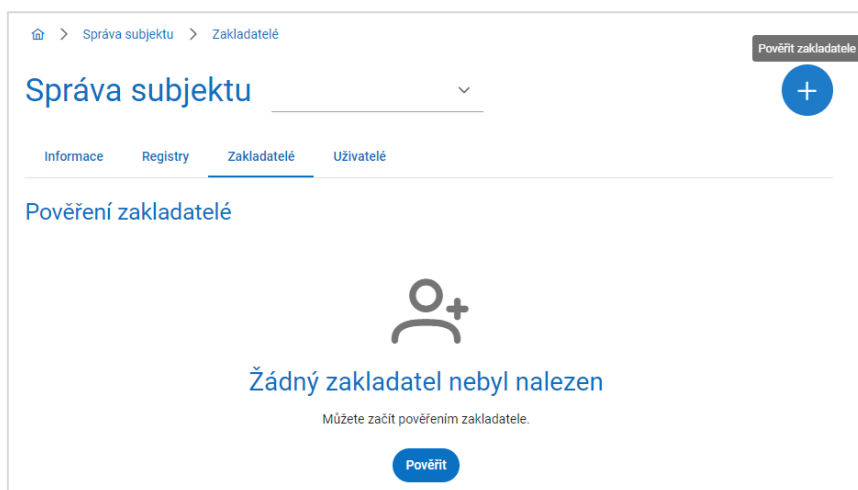 Správa subjektu > Zakladatelé
Pověřit zakladatele
Správa subjektu
Informace Registry Zakladatelé Uživatelé
Pověření zakladatelé
Žádný zakladatel nebyl nalezen
Můžete začít pověřením zakladatele.
Pověřit